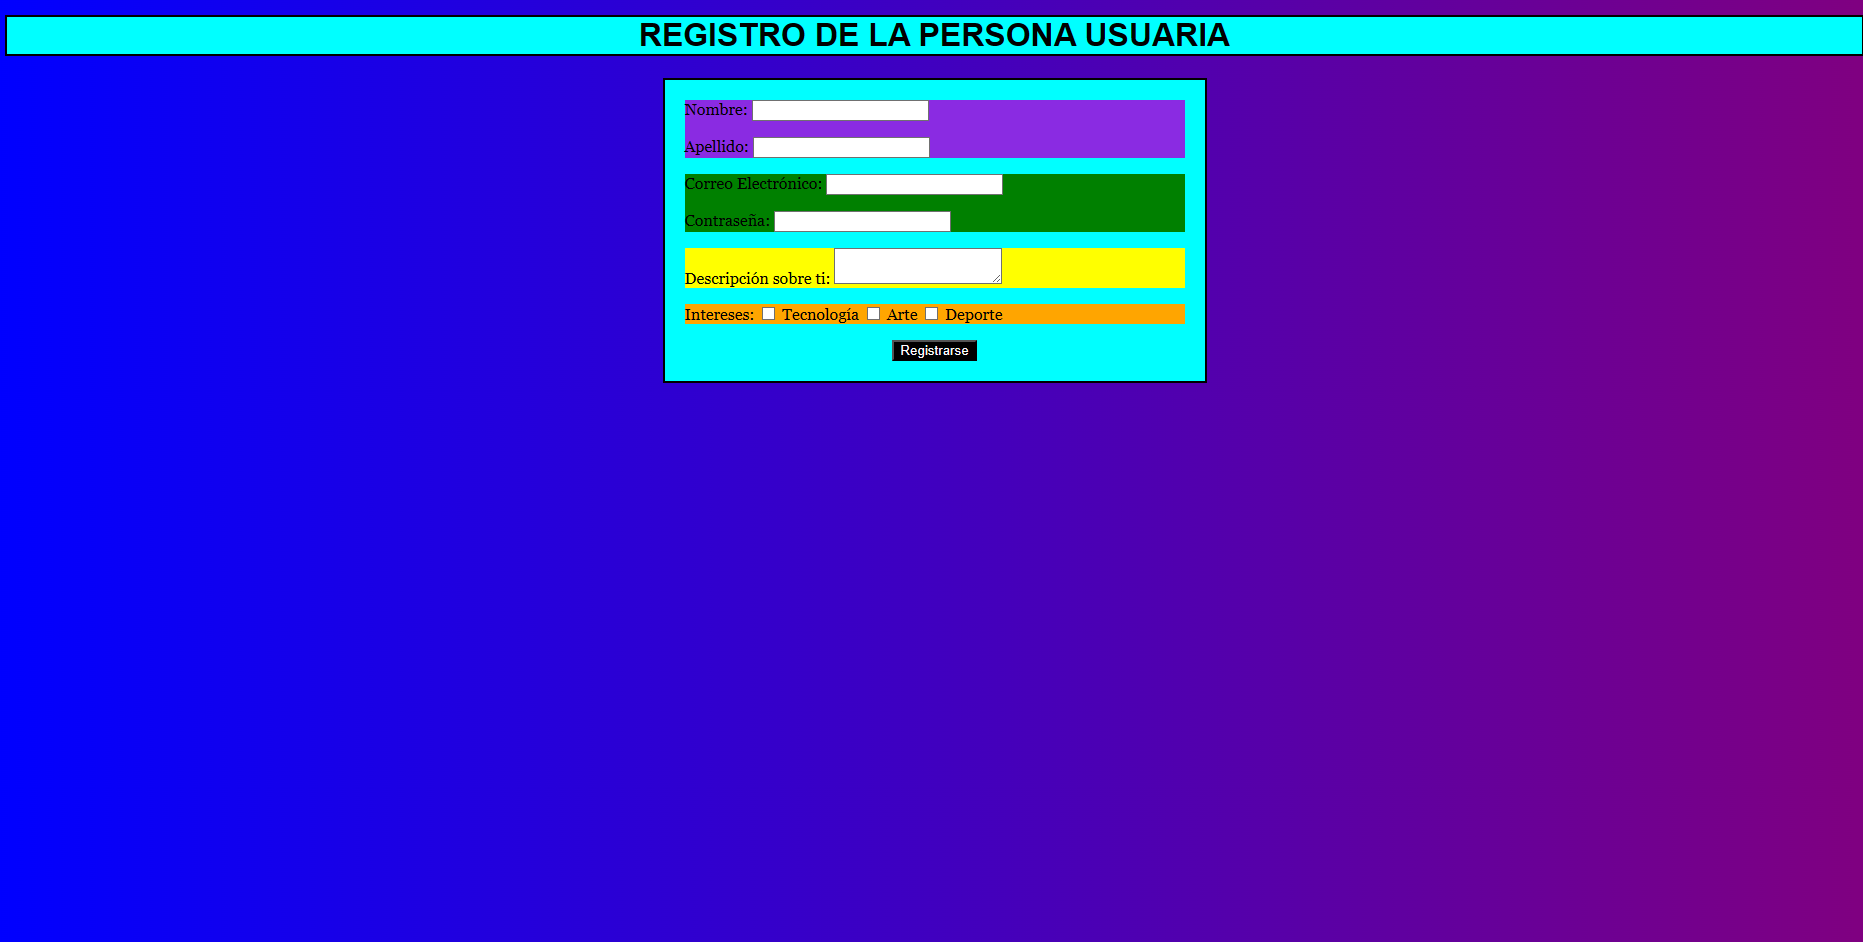 REGISTRO DE LA PERSONA USUARIA
Nombre:
Apellido:
Correo Electrónico:
Contraseña:
Descripción sobre ti:
Intereses: Tecnología Arte Deporte
Registrarse